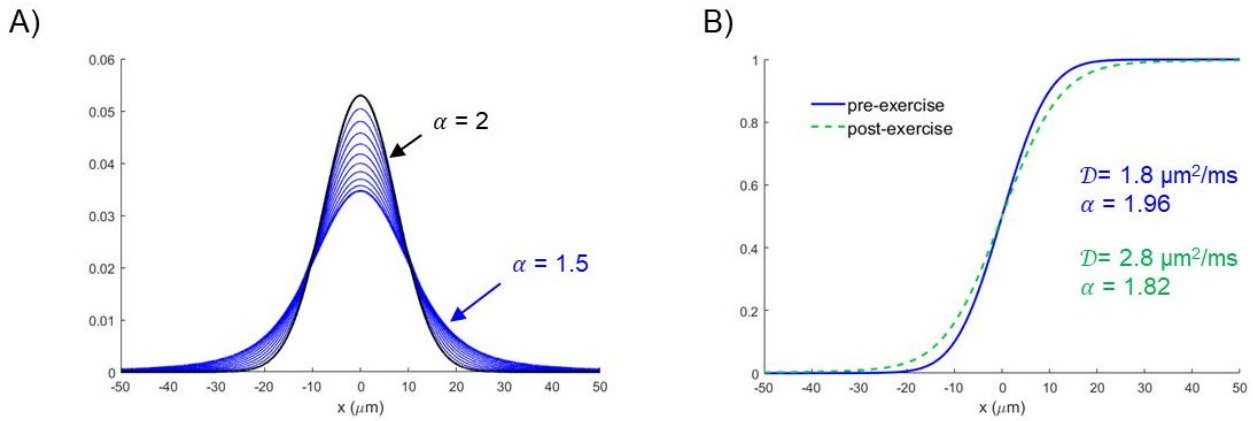 A)
0.06
0.05
0.04
0.03
0.02
0.01
0
-50 -40 -30 -20 -10 0 10 20 30 40 50
x (μm)
α = 2
α = 1.5
B)
1
0.8
0.6
0.4
0.2
0
-50 -40 -30 -20 -10 0 10 20 30 40 50
x (μm)
pre-exercise
post-exercise
𝒟= 1.8 µm²/ms
α = 1.96
𝒟= 2.8 µm²/ms
α = 1.82